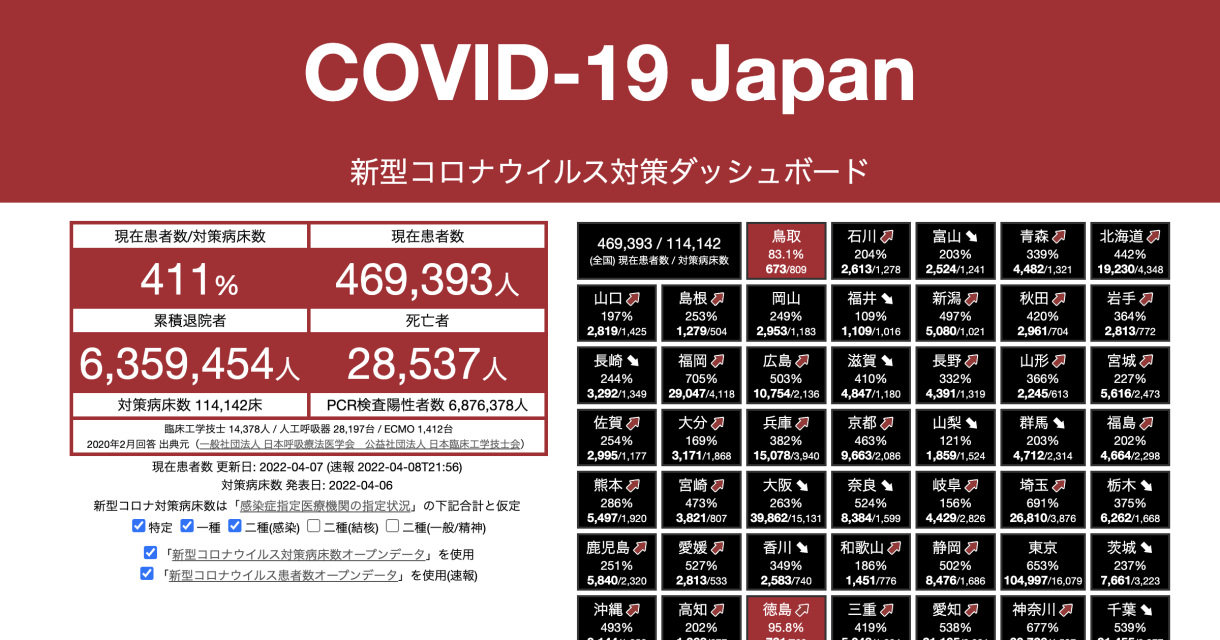 COVID-19 Japan
新型コロナウイルス対策ダッシュボード
現在患者数/対策病床数
現在患者数
411%
469,393人
累積退院者
死亡者
6,359,454人
28,537人
対策病床数 114,142床
PCR検査陽性者数 6,876,378人
臨床工学技士 14,378人 / 人工呼吸器 28,197台 / ECMO 1,412台
2020年2月回答 出典元（一般社団法人 日本呼吸療法医学会　公益社団法人 日本臨床工学技士会）
現在患者数 更新日: 2022-04-07 (速報 2022-04-08T21:56)
対策病床数 発表日: 2022-04-06
新型コロナ対策病床数は「感染症指定医療機関の指定状況」の下記合計と仮定
特定 一種 二種(感染) 二種(結核) 二種(一般/精神)
「新型コロナウイルス対策病床数オープンデータ」を使用
「新型コロナウイルス患者数オープンデータ」を使用(速報)
469,393 / 114,142
(全国) 現在患者数 / 対策病床数
鳥取
83.1%
673/809
石川
204%
2,613/1,278
富山
203%
2,524/1,241
青森
339%
4,482/1,321
北海道
442%
19,230/4,348
山口
197%
2,819/1,425
島根
253%
1,279/504
岡山
249%
2,953/1,183
福井
109%
1,109/1,016
新潟
497%
5,080/1,021
秋田
420%
2,961/704
岩手
364%
2,813/772
長崎
244%
3,292/1,349
福岡
705%
29,047/4,118
広島
503%
10,754/2,136
滋賀
410%
4,847/1,180
長野
332%
4,391/1,319
山形
366%
2,245/613
宮城
227%
5,616/2,473
佐賀
254%
2,995/1,177
大分
169%
3,171/1,868
兵庫
382%
15,078/3,940
京都
463%
9,663/2,086
山梨
121%
1,859/1,524
群馬
203%
4,712/2,314
福島
202%
4,664/2,298
熊本
286%
5,497/1,920
宮崎
473%
3,821/807
大阪
263%
39,862/15,131
奈良
524%
8,384/1,599
岐阜
156%
4,429/2,826
埼玉
691%
26,810/3,876
栃木
375%
6,262/1,668
鹿児島
251%
5,840/2,320
愛媛
527%
2,813/533
香川
349%
2,583/740
和歌山
186%
1,451/776
静岡
502%
8,476/1,686
東京
653%
104,997/16,079
茨城
237%
7,661/3,223
沖縄
493%
高知
202%
徳島
95.8%
三重
419%
愛知
538%
神奈川
677%
千葉
539%